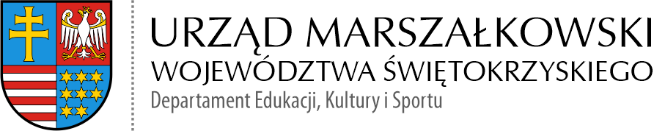 URZĄD MARSZAŁKOWSKI
WOJEWÓDZTWA ŚWIĘTOKRZYSKIEGO
Departament Edukacji, Kultury i Sportu